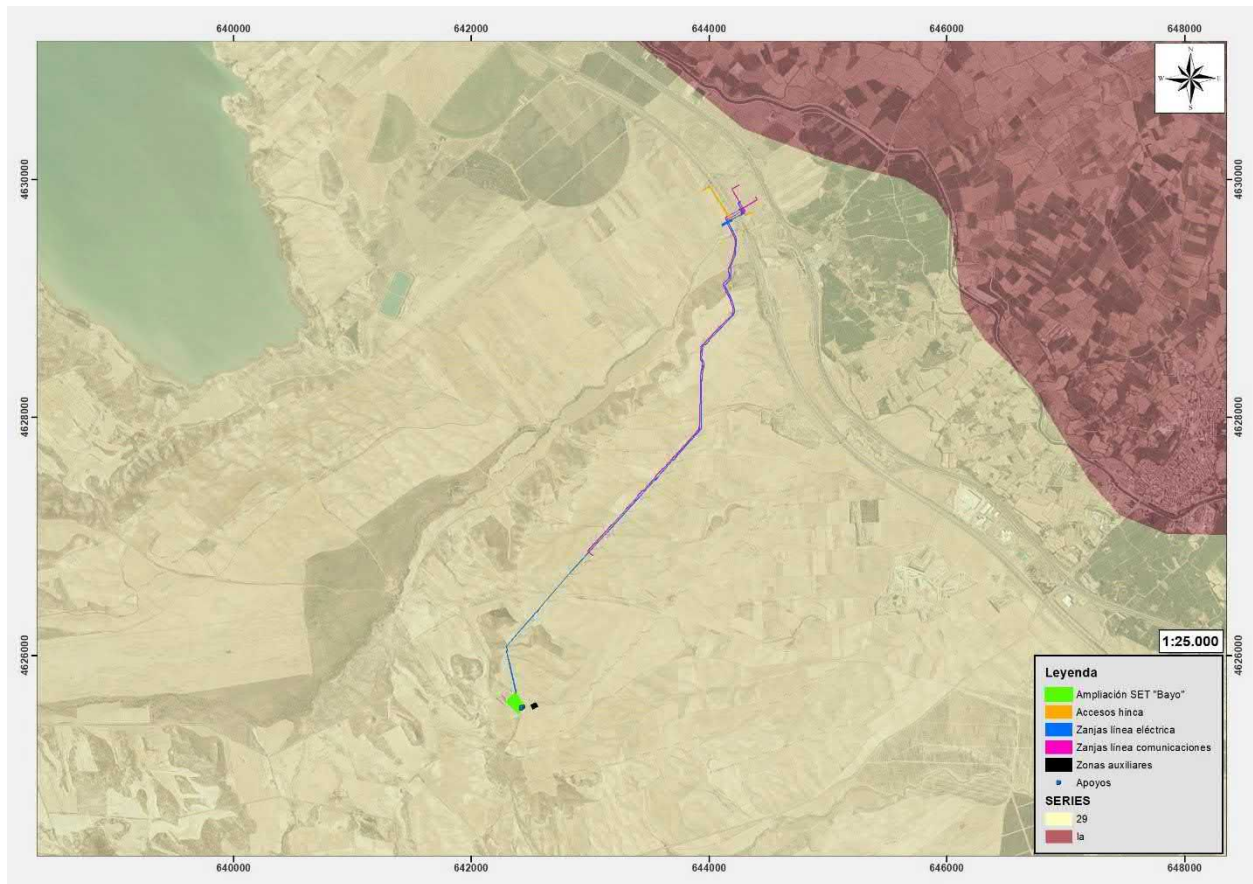 640000 642000 644000 646000 648000
N
W E
S
4630000 4630000
4628000 4628000
4626000 4626000
1:25.000
Leyenda
Ampliación SET "Bayo"
Accesos hinca
Zanjas línea eléctrica
Zanjas línea comunicaciones
Zonas auxiliares
Apoyos
SERIES
29
Ia
640000 642000 644000 646000 648000